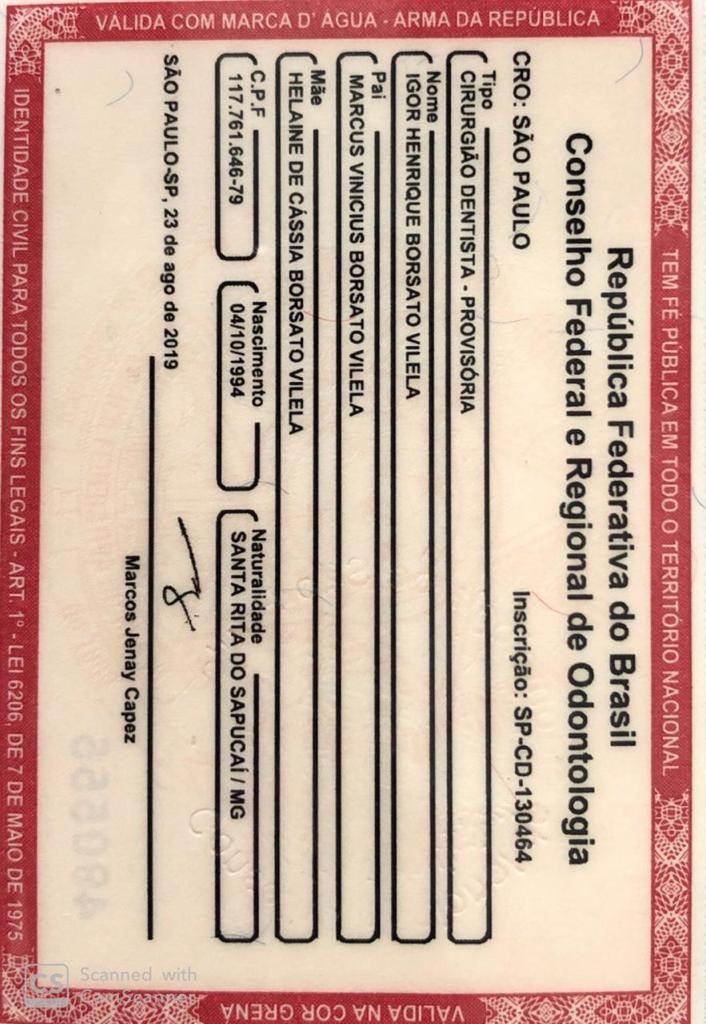 TEM FÉ PÚBLICA EM TODO O TERRITÓRIO NACIONAL
VÁLIDA COM MARCA D' ÁGUA - ARMA DA REPÚBLICA
República Federativa do Brasil
Conselho Federal e Regional de Odontologia
CRO: SÃO PAULO
Inscrição: SP-CD-130464
Tipo
CIRURGIÃO DENTISTA - PROVISÓRIA
Nome
IGOR HENRIQUE BORSATO VILELA
Pai
MARCUS VINICIUS BORSATO VILELA
Mãe
HELAINE DE CÁSSIA BORSATO VILELA
C.P.F
117.761.646-79
Nascimento
04/10/1994
Naturalidade
SANTA RITA DO SAPUCAÍ / MG
SÃO PAULO-SP, 23 de ago de 2019
Marcos Jenay Capez
VÁLIDA NA COR GRENÁ
IDENTIDADE CIVIL PARA TODOS OS FINS LEGAIS - ART. 1º - LEI 6206, DE 7 DE MAIO DE 1975
CS
Scanned with
CamScanner